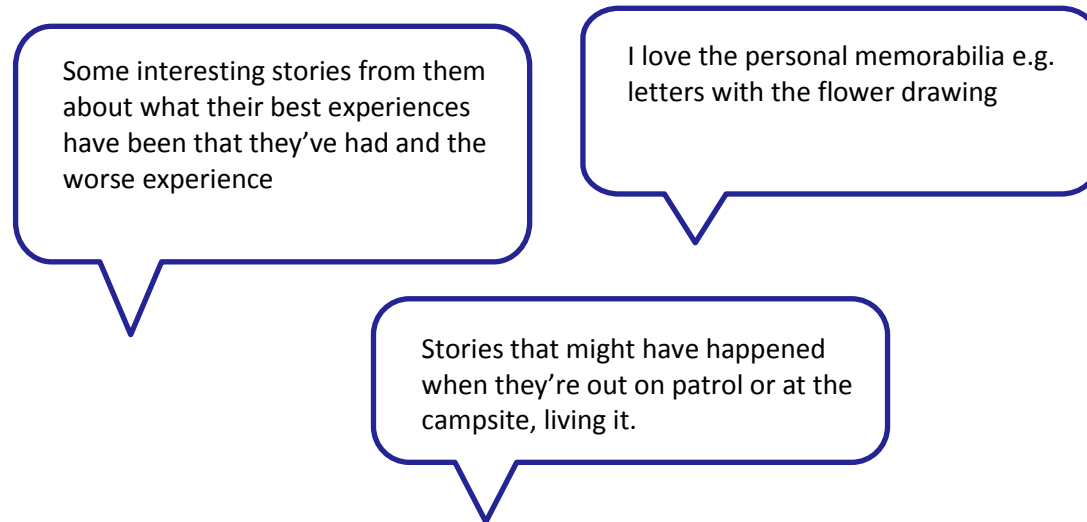 Some interesting stories from them
about what their best experiences
have been that they’ve had and the
worse experience
I love the personal memorabilia e.g.
letters with the flower drawing
Stories that might have happened
when they’re out on patrol or at the
campsite, living it.